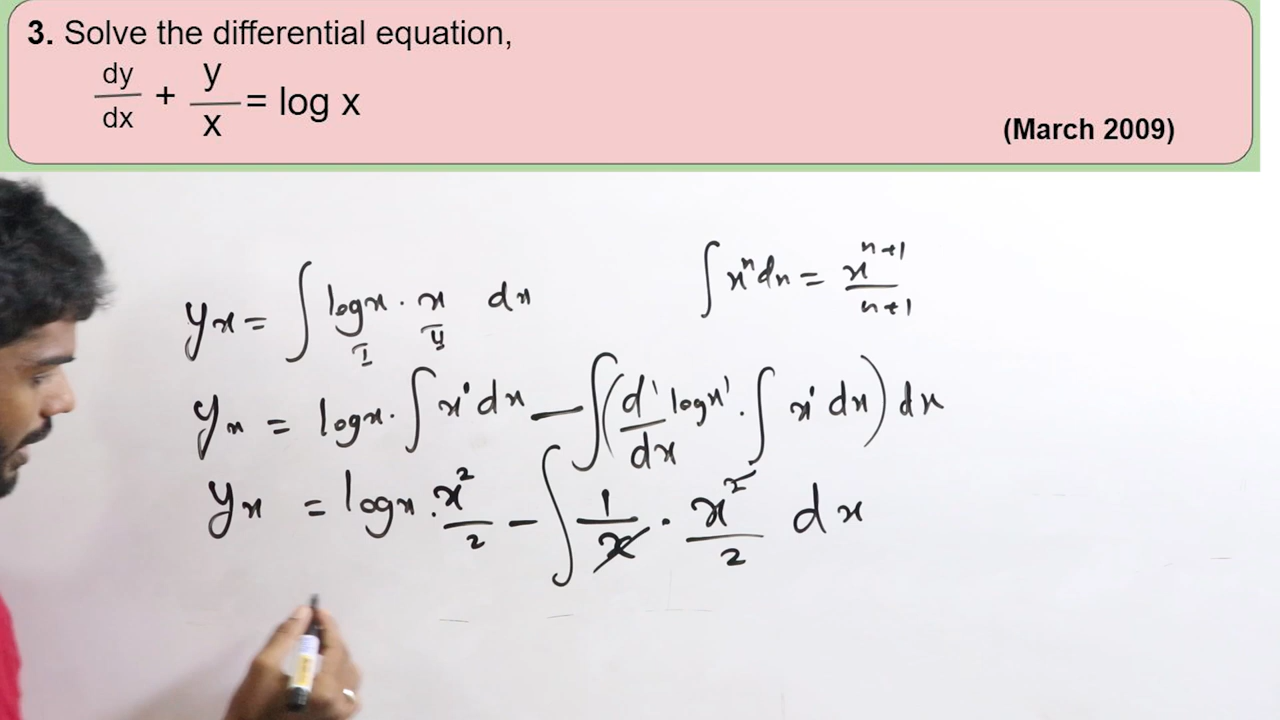 3. Solve the differential equation,
dy/dx + y/x = log x
(March 2009)
∫ xⁿ dx = xⁿ⁺¹/n+1
yx = ∫ log x · x dx
I II
yx = log x · ∫ x¹ dx − ∫ (d/dx log x · ∫ x¹ dx) dx
yx = log x · x²/2 − ∫ 1/x · x²/2 dx